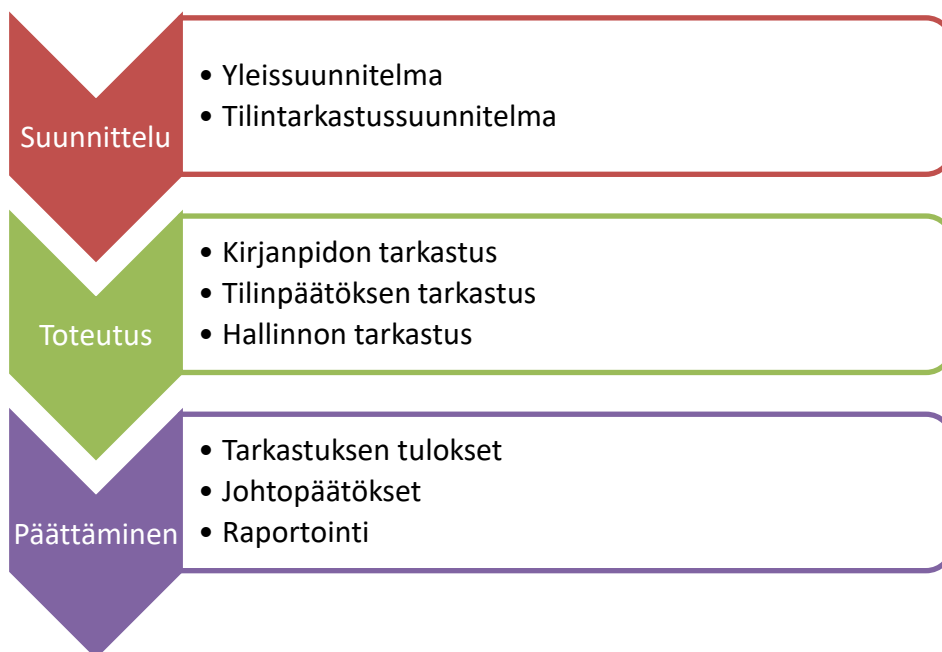 Suunnittelu
• Yleissuunnitelma
• Tilintarkastussuunnitelma
Toteutus
• Kirjanpidon tarkastus
• Tilinpäätöksen tarkastus
• Hallinnon tarkastus
Päättäminen
• Tarkastuksen tulokset
• Johtopäätökset
• Raportointi